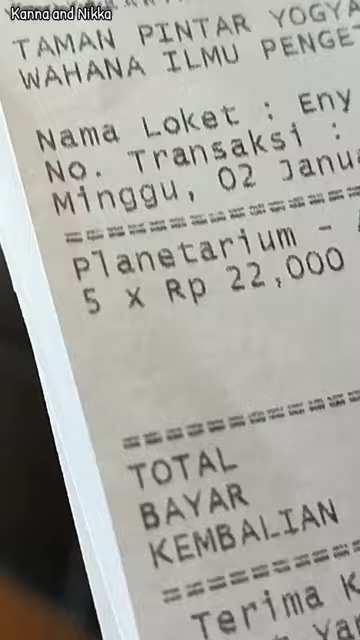 Kanna and Nikka
TAMAN PINTAR YOGYA
WAHANA ILMU PENGE
Nama Loket : Eny
No. Transaksi :
Minggu, 02 Janu
==================
Planetarium -
5 X Rp 22,000
==================
TOTAL
BAYAR
KEMBALIAN
==================
Terima K